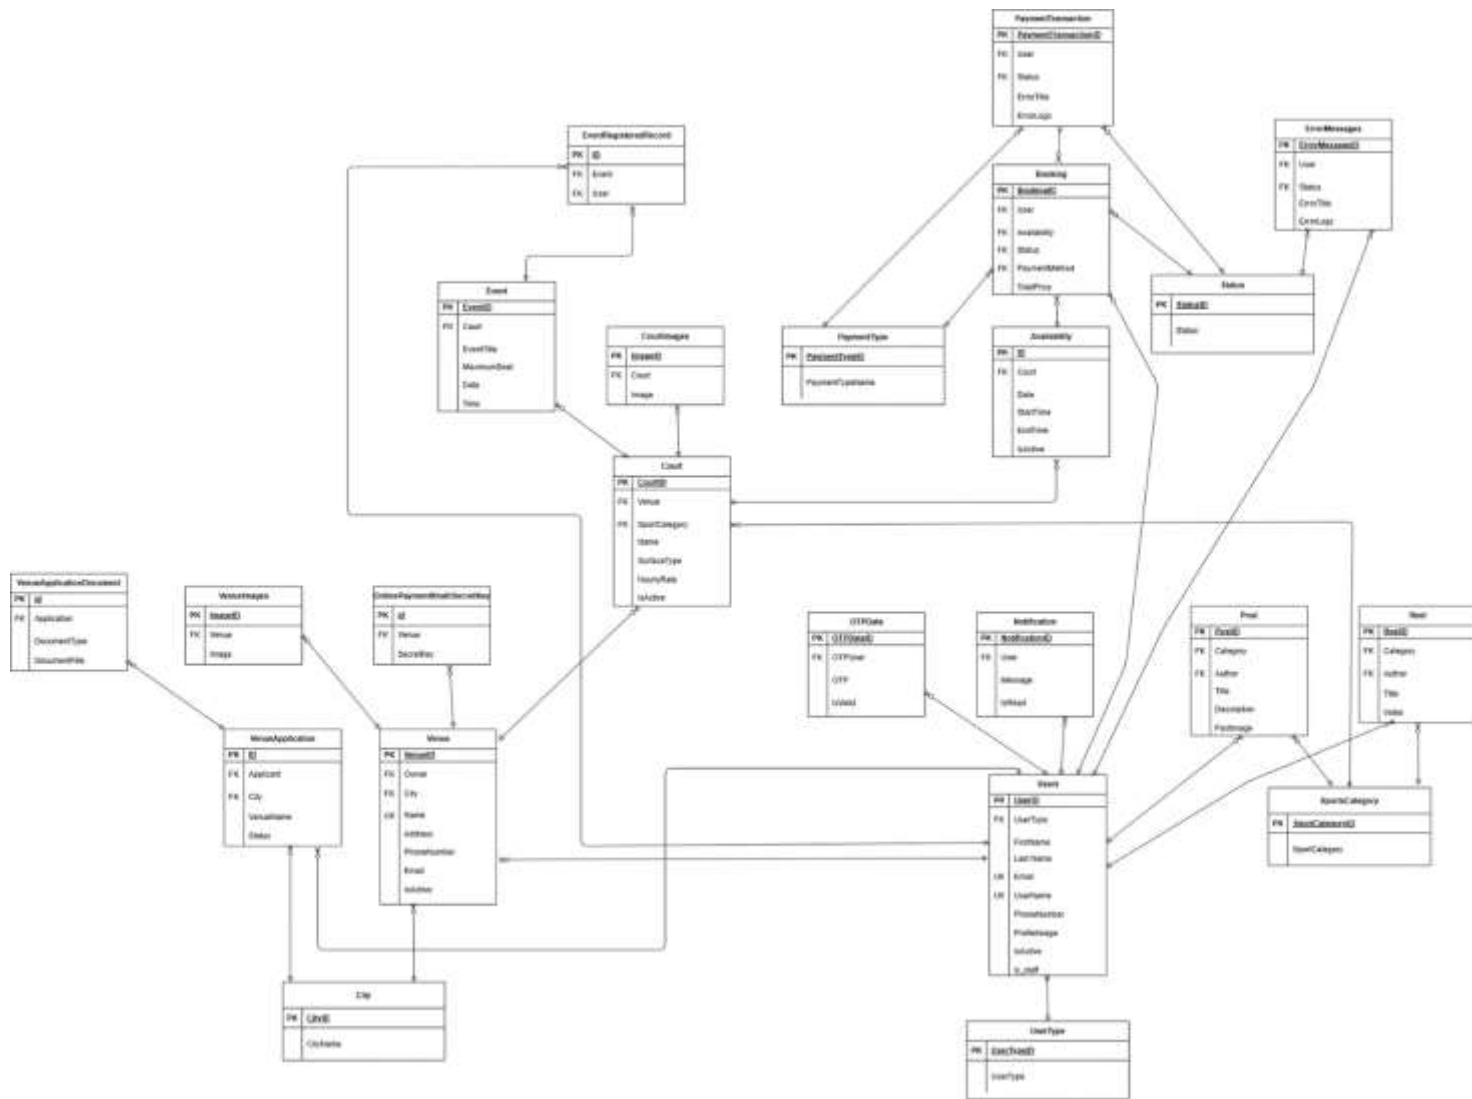 PaymentTransaction
PK PaymentTransactionID
FK User
FK Status
ErrorTitle
ErrorLogs
EventRegisteredRecord
PK ID
FK Event
FK User
ErrorMessages
PK ErrorMessageID
FK User
FK Status
ErrorTitle
ErrorLogs
Booking
PK BookingID
FK User
FK Availability
FK Status
FK PaymentMethod
TotalPrice
Event
PK EventID
FK Court
EventTitle
MaximumSeat
Date
Time
Status
PK StatusID
Status
CourtImages
PK ImageID
FK Court
Image
PaymentType
PK PaymentTypeID
PaymentTypeName
Availability
PK ID
FK Court
Date
StartTime
EndTime
IsActive
Court
PK CourtID
FK Venue
FK SportCategory
Name
SurfaceType
HourlyRate
IsActive
VenueApplicationDocument
PK id
FK Application
DocumentType
DocumentFile
VenueImages
PK ImageID
FK Venue
Image
PK id
FK Venue
SecretKey
OTPData
PK OTPDataID
FK OTPUser
OTP
IsValid
Notification
PK NotificationID
FK User
Message
IsRead
Post
PK PostID
FK Category
FK Author
Title
Description
PostImage
Reel
PK ReelID
FK Category
FK Author
Title
Video
VenueApplication
PK ID
FK Applicant
FK City
VenueName
Status
Venue
PK VenueID
FK Owner
FK City
UK Name
Address
PhoneNumber
Email
IsActive
Users
PK UserID
FK UserType
FirstName
Last Name
UK Email
UK UserName
PhoneNumber
ProfileImage
IsActive
is_staff
SportsCategory
PK SportCategoryID
SportCategory
City
PK CityID
CityName
UserType
PK UserTypeID
UserType